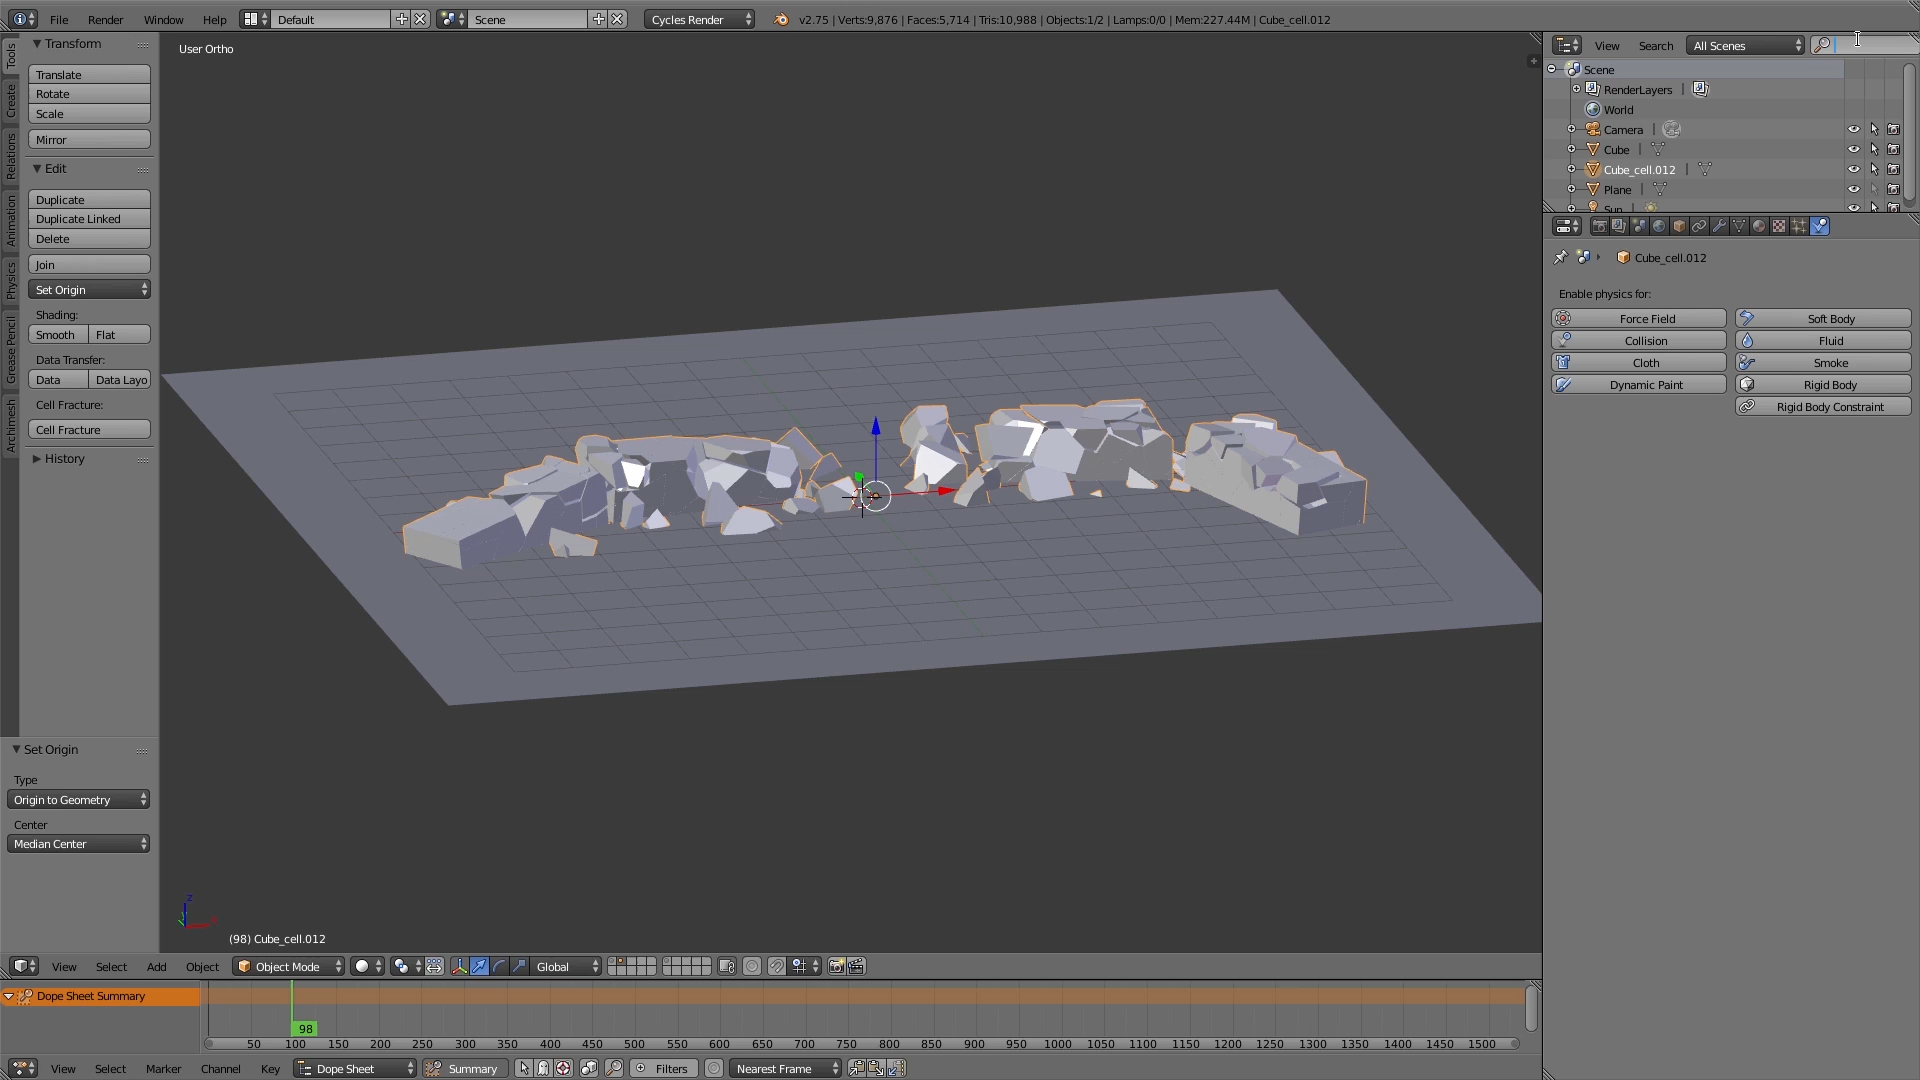 File Render Window Help Default Scene Cycles Render v2.75 | Verts:9,876 | Faces:5,714 | Tris:10,988 | Objects:1/2 | Lamps:0/0 | Mem:227.44M | Cube_cell.012
Tools
Create
Relations
Animation
Physics
Grease Pencil
Archimesh
Transform
Translate
Rotate
Scale
Mirror
Edit
Duplicate
Duplicate Linked
Delete
Join
Set Origin
Shading:
Smooth Flat
Data Transfer:
Data Data Layo
Cell Fracture:
Cell Fracture
History
Set Origin
Type
Origin to Geometry
Center
Median Center
User Ortho
z
x
(98) Cube_cell.012
View Select Add Object Object Mode Global
Dope Sheet Summary
98
50 100 150 200 250 300 350 400 450 500 550 600 650 700 750 800 850 900 950 1000 1050 1100 1150 1200 1250 1300 1350 1400 1450 1500
View Select Marker Channel Key Dope Sheet Summary Filters Nearest Frame
View Search All Scenes
Scene
RenderLayers
World
Camera
Cube
Cube_cell.012
Plane
Sun
Cube_cell.012
Enable physics for:
Force Field Soft Body
Collision Fluid
Cloth Smoke
Dynamic Paint Rigid Body
Rigid Body Constraint